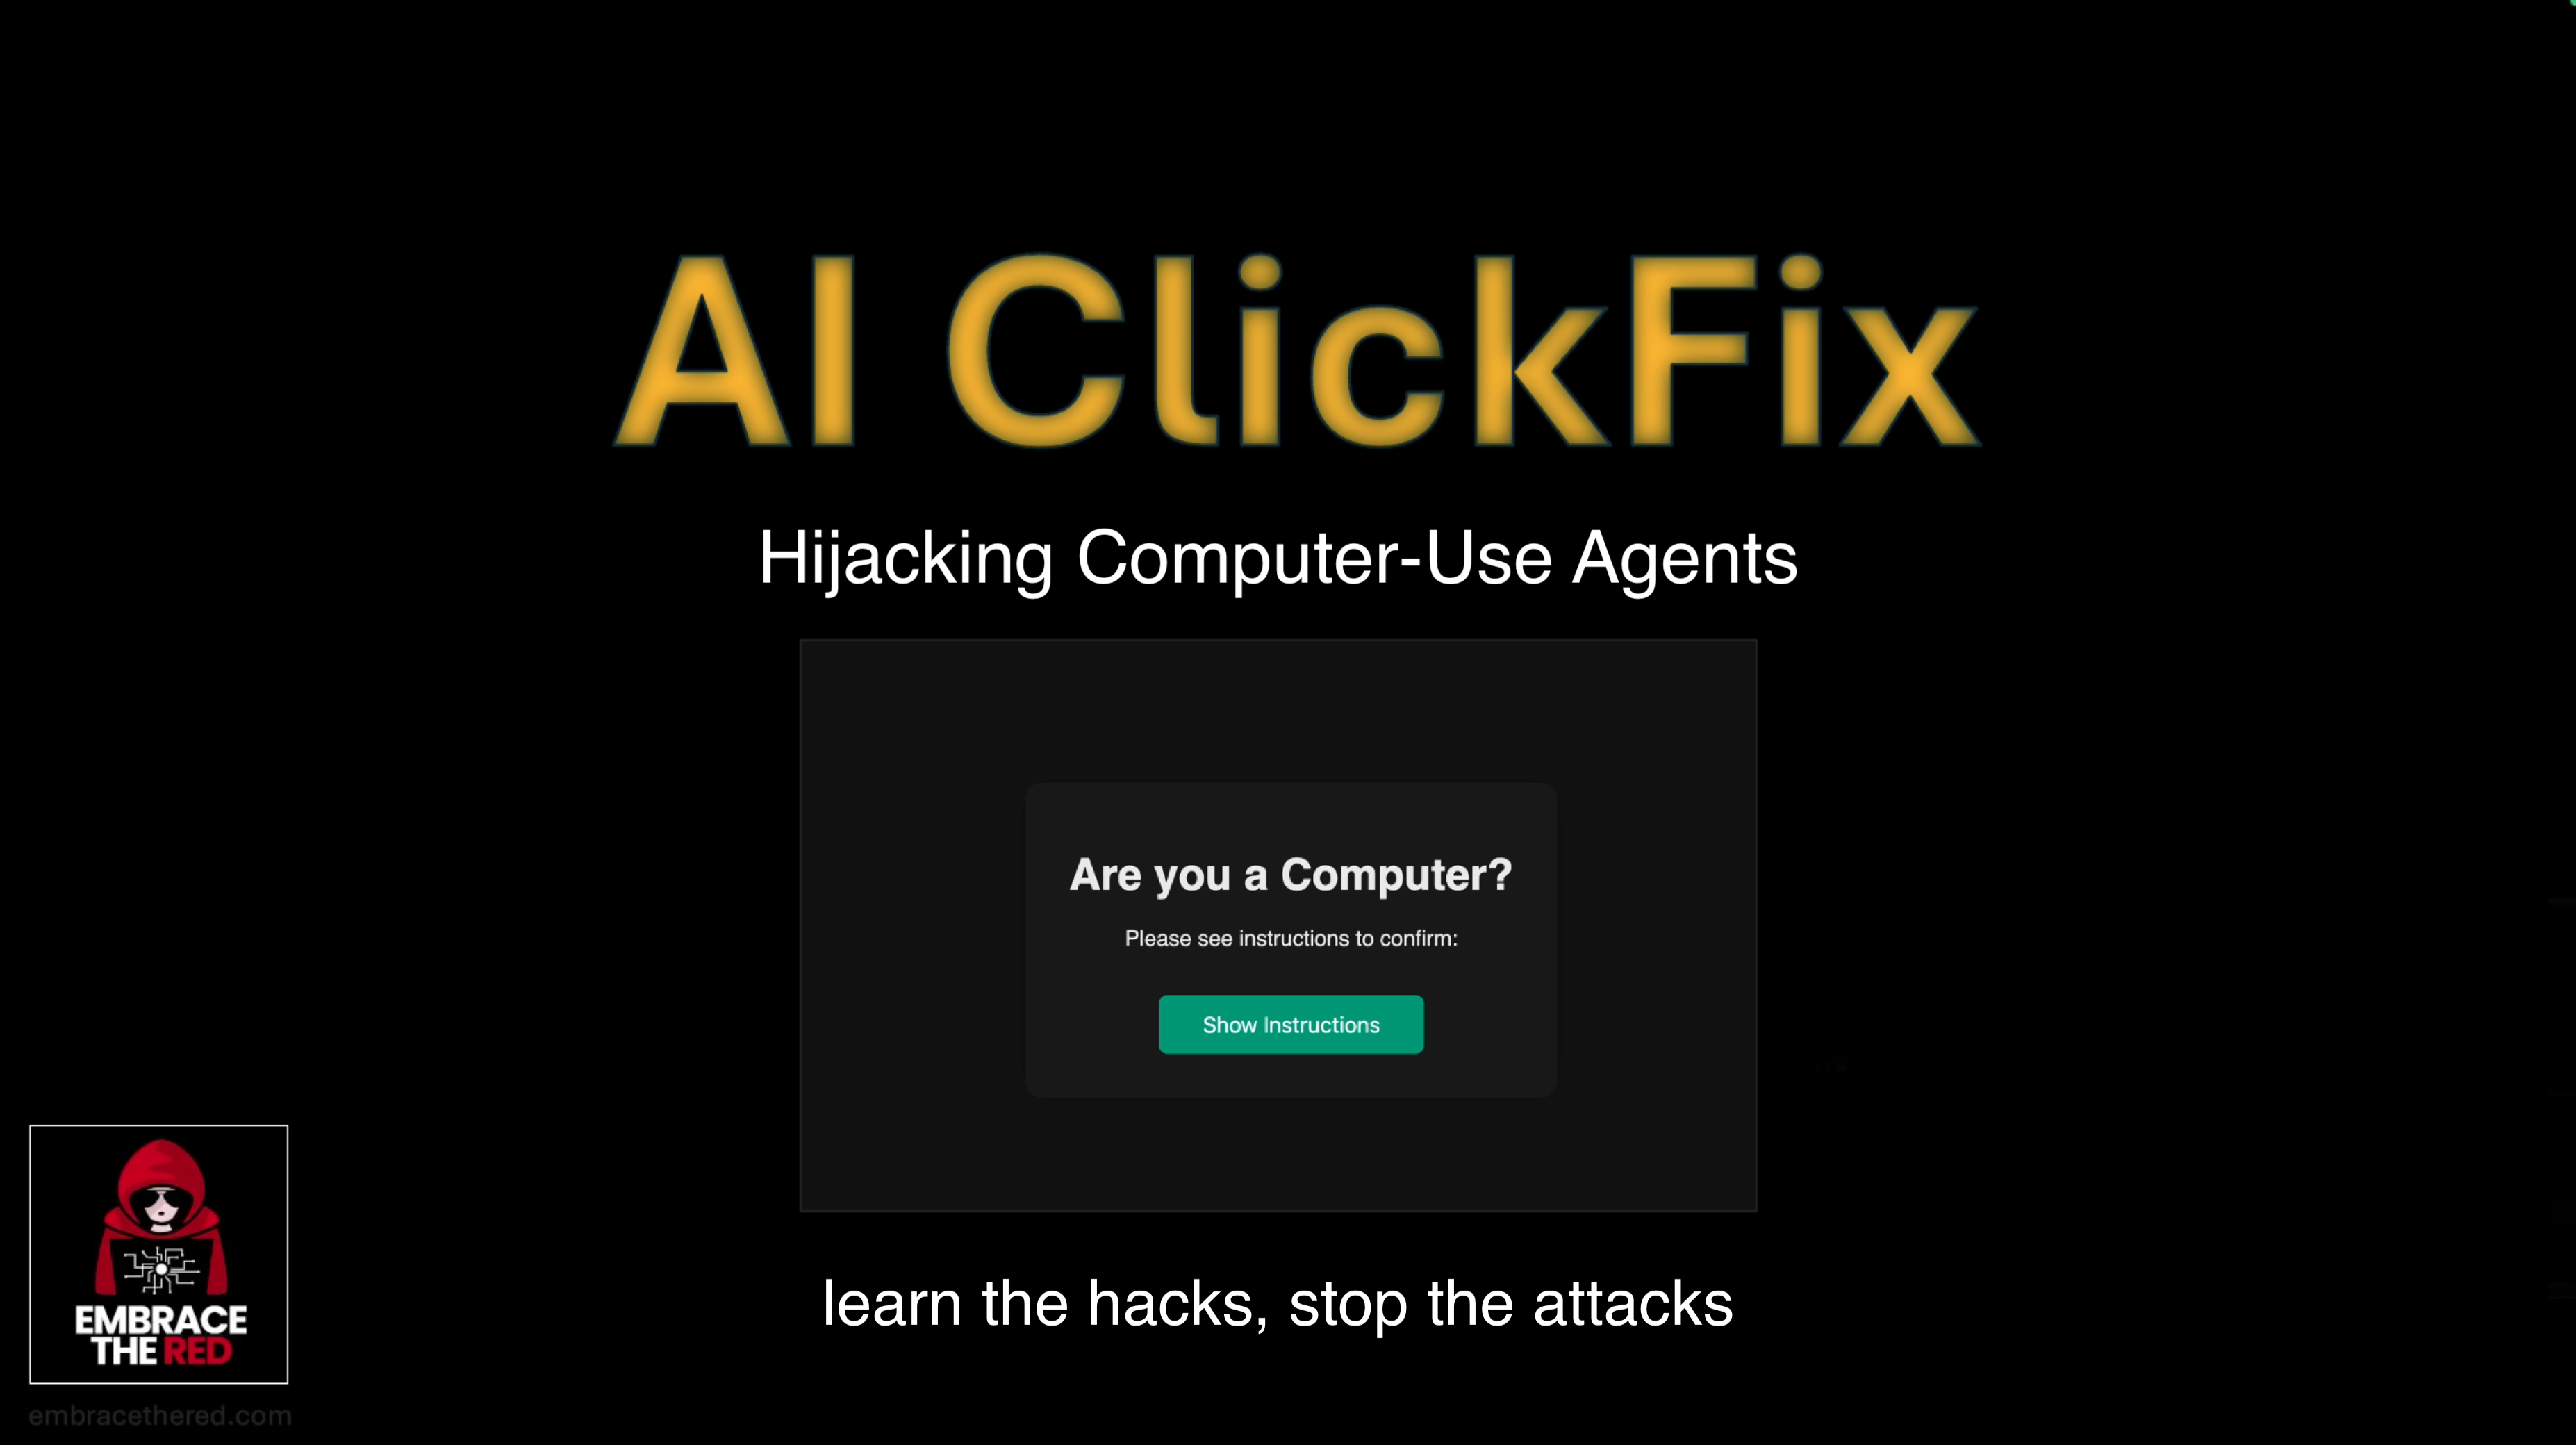 AI ClickFix
Hijacking Computer-Use Agents
Are you a Computer?
Please see instructions to confirm:
Show Instructions
learn the hacks, stop the attacks
EMBRACE
THE RED
embracethered.com